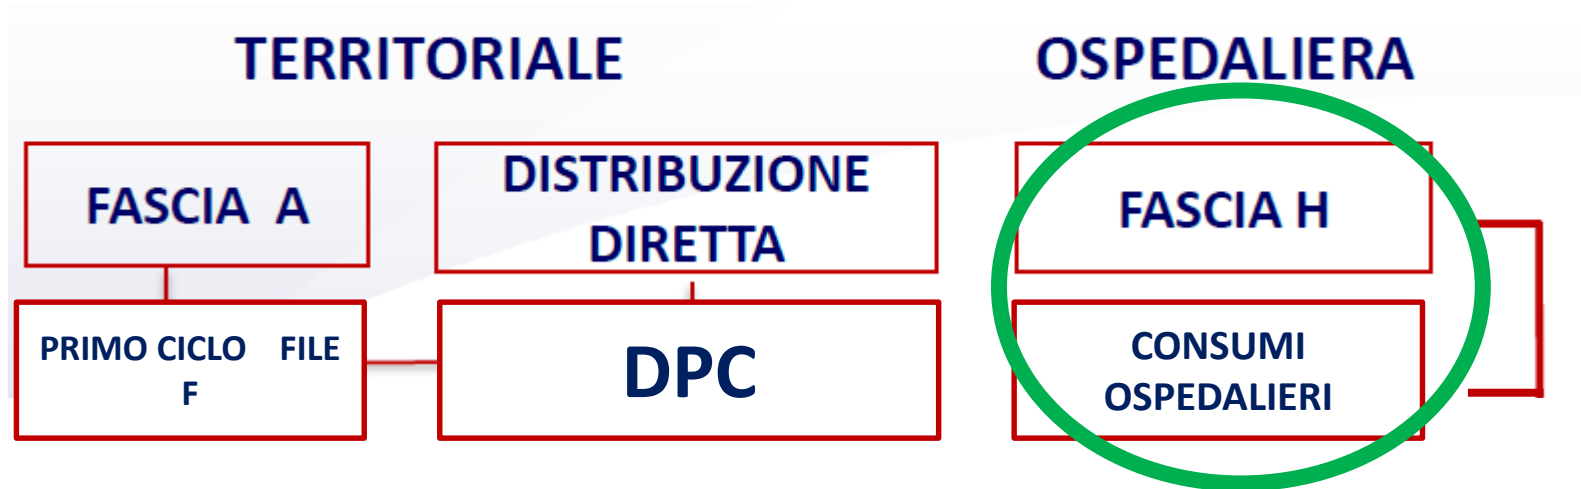 TERRITORIALE
OSPEDALIERA
FASCIA A
DISTRIBUZIONE
DIRETTA
FASCIA H
PRIMO CICLO FILE
F
DPC
CONSUMI
OSPEDALIERI